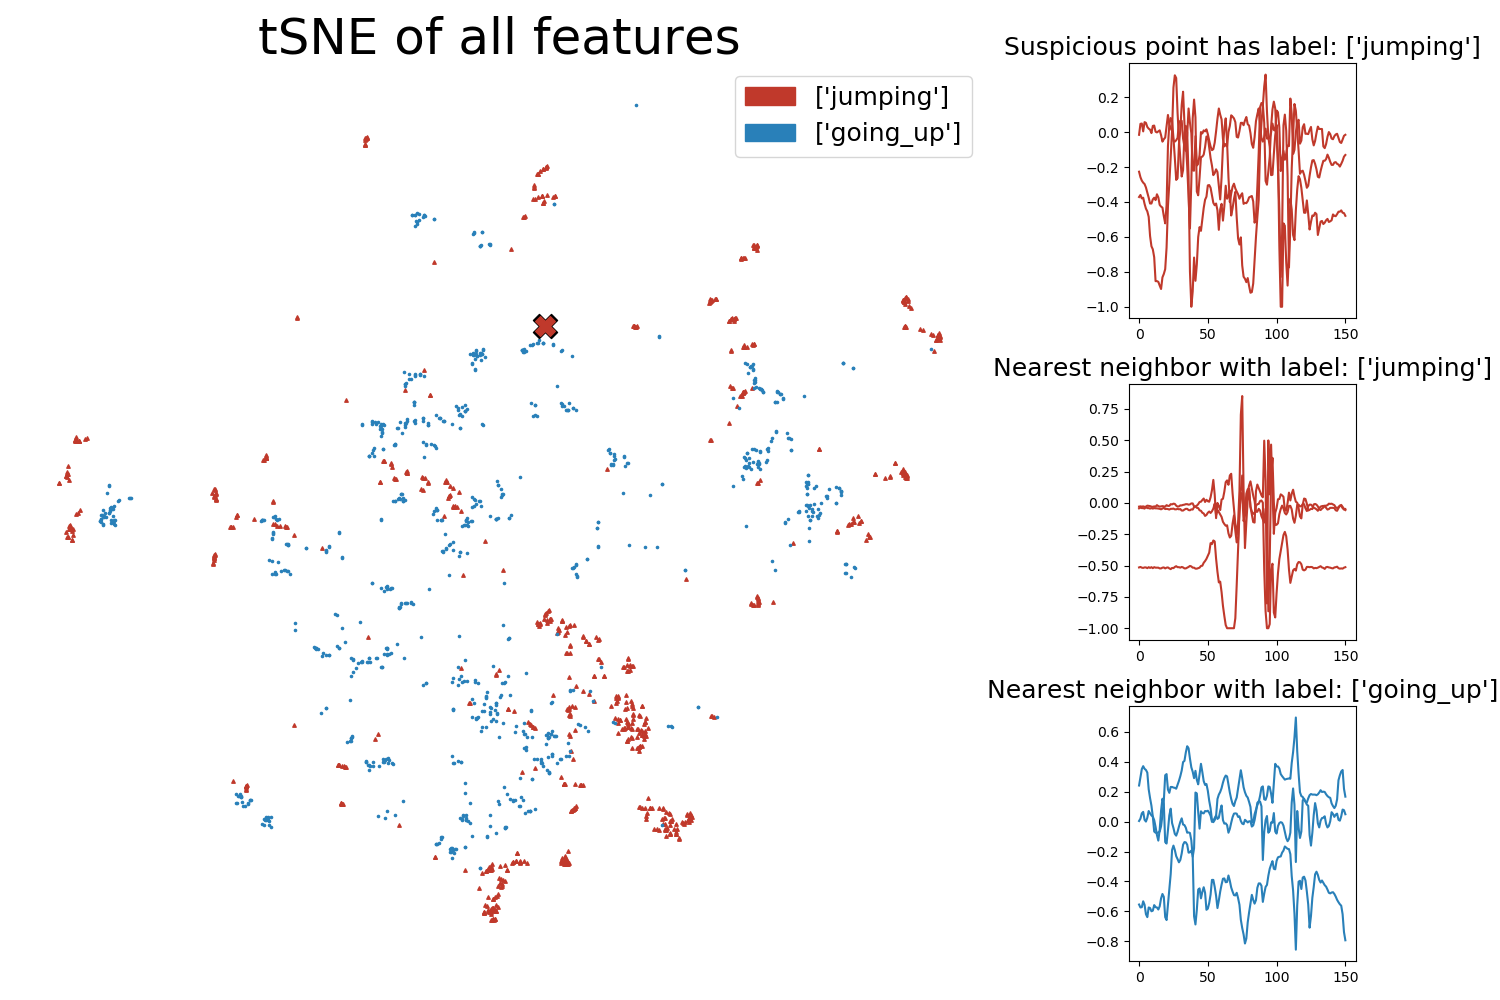 tSNE of all features
['jumping']
['going_up']
Suspicious point has label: ['jumping']
0.2
0.0
−0.2
−0.4
−0.6
−0.8
−1.0
0 50 100 150
Nearest neighbor with label: ['jumping']
0.75
0.50
0.25
0.00
−0.25
−0.50
−0.75
−1.00
0 50 100 150
Nearest neighbor with label: ['going_up']
0.6
0.4
0.2
0.0
−0.2
−0.4
−0.6
−0.8
0 50 100 150